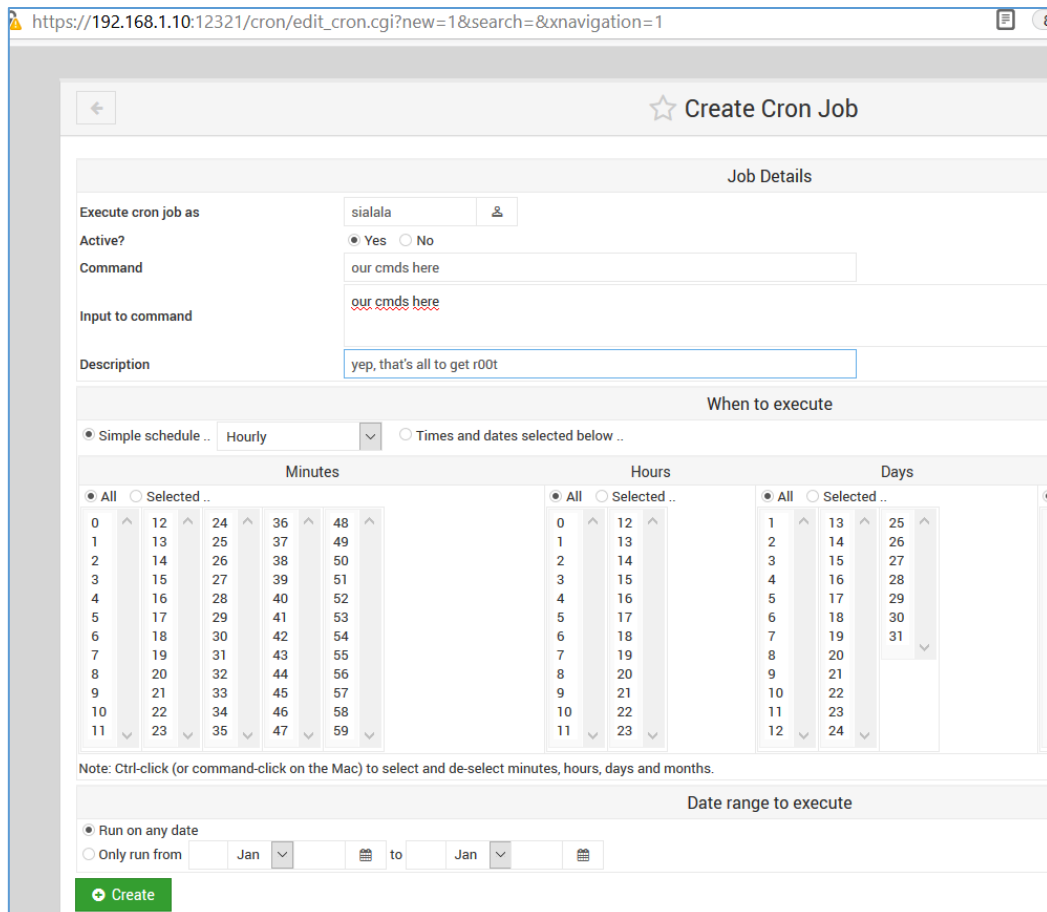 https://192.168.1.10:12321/cron/edit_cron.cgi?new=1&search=&xnavigation=1
Create Cron Job
Job Details
Execute cron job as sialala
Active? Yes No
Command our cmds here
Input to command our cmds here
Description yep, that's all to get r00t
When to execute
Simple schedule .. Hourly Times and dates selected below ..
Minutes Hours Days
All Selected .. All Selected .. All Selected ..
0 12 24 36 48 0 12 1 13 25
1 13 25 37 49 1 13 2 14 26
2 14 26 38 50 2 14 3 15 27
3 15 27 39 51 3 15 4 16 28
4 16 28 40 52 4 16 5 17 29
5 17 29 41 53 5 17 6 18 30
6 18 30 42 54 6 18 7 19 31
7 19 31 43 55 7 19 8 20
8 20 32 44 56 8 20 9 21
9 21 33 45 57 9 21 10 22
10 22 34 46 58 10 22 11 23
11 23 35 47 59 11 23 12 24
Note: Ctrl-click (or command-click on the Mac) to select and de-select minutes, hours, days and months.
Date range to execute
Run on any date
Only run from Jan to Jan
Create